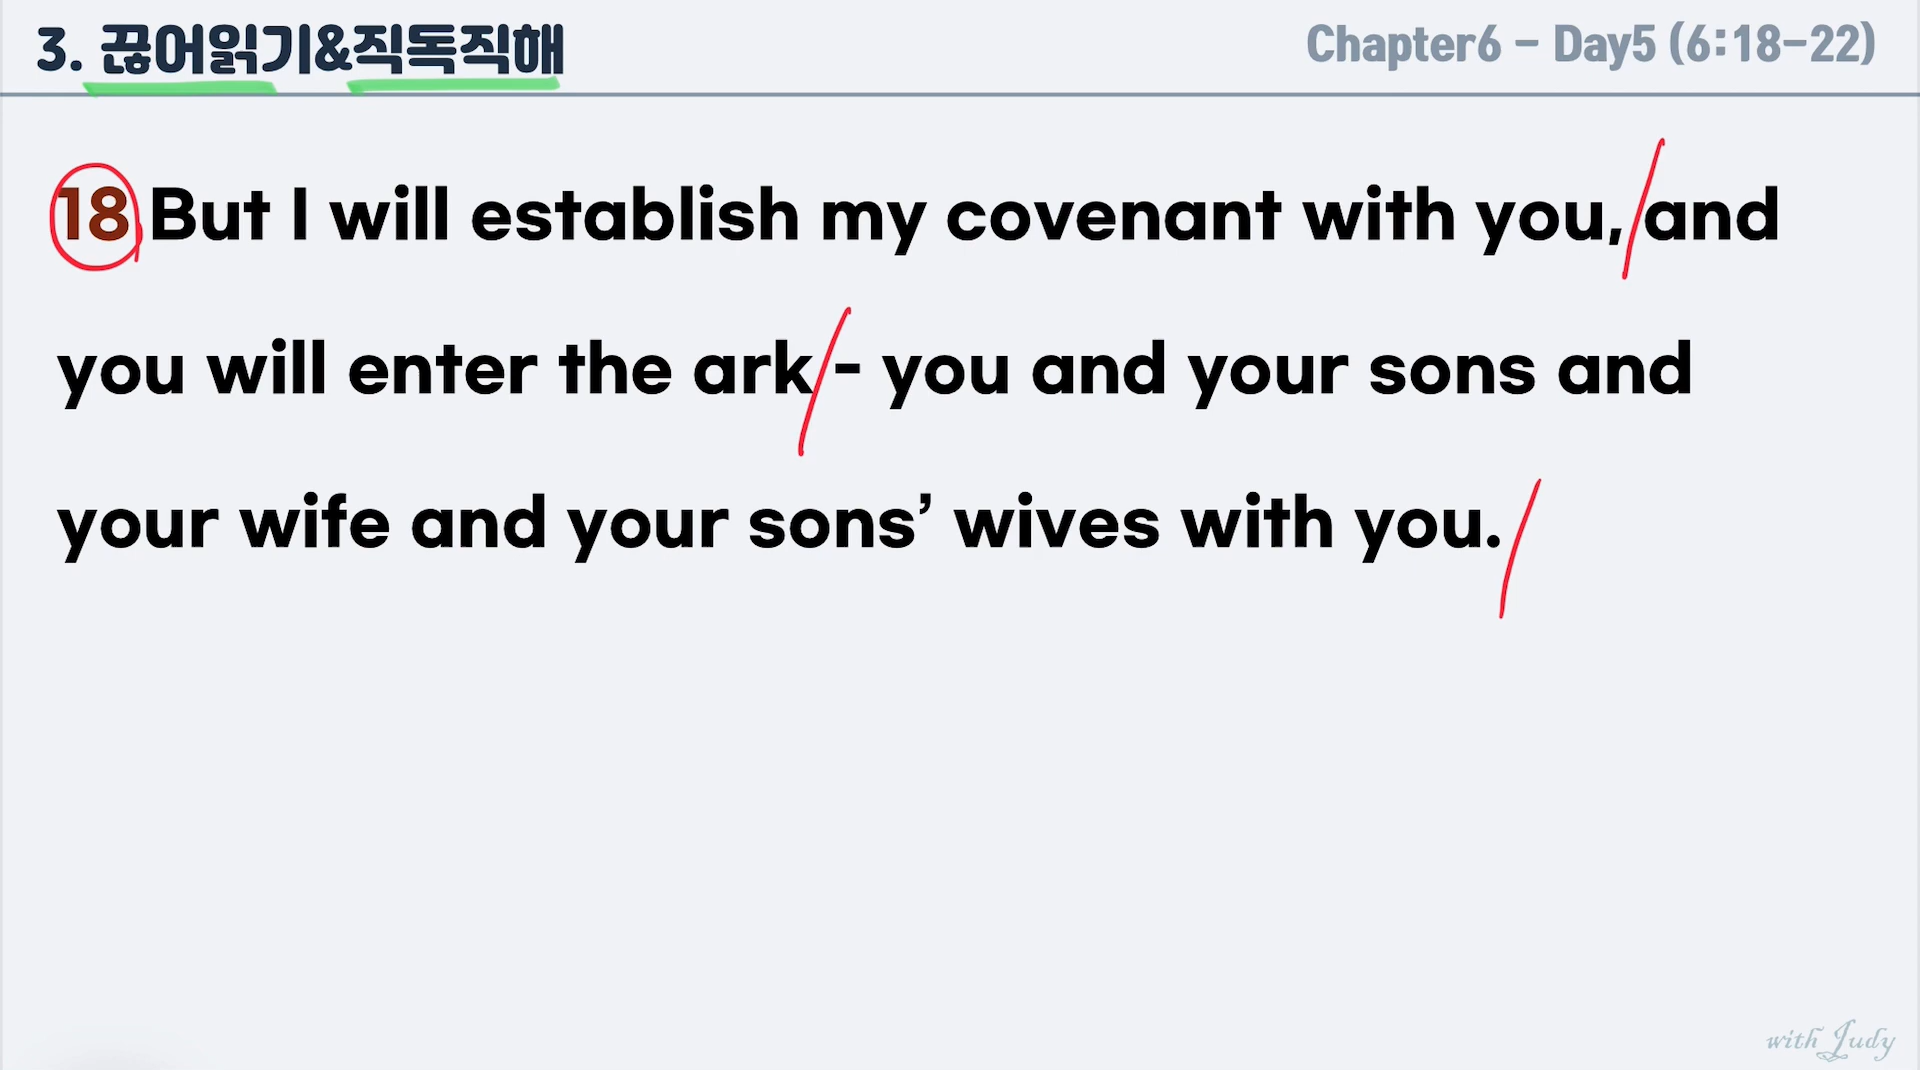 3. 끊어읽기&직독직해
Chapter6 - Day5 (6:18-22)
18 But I will establish my covenant with you, and
you will enter the ark - you and your sons and
your wife and your sons’ wives with you.
with Judy